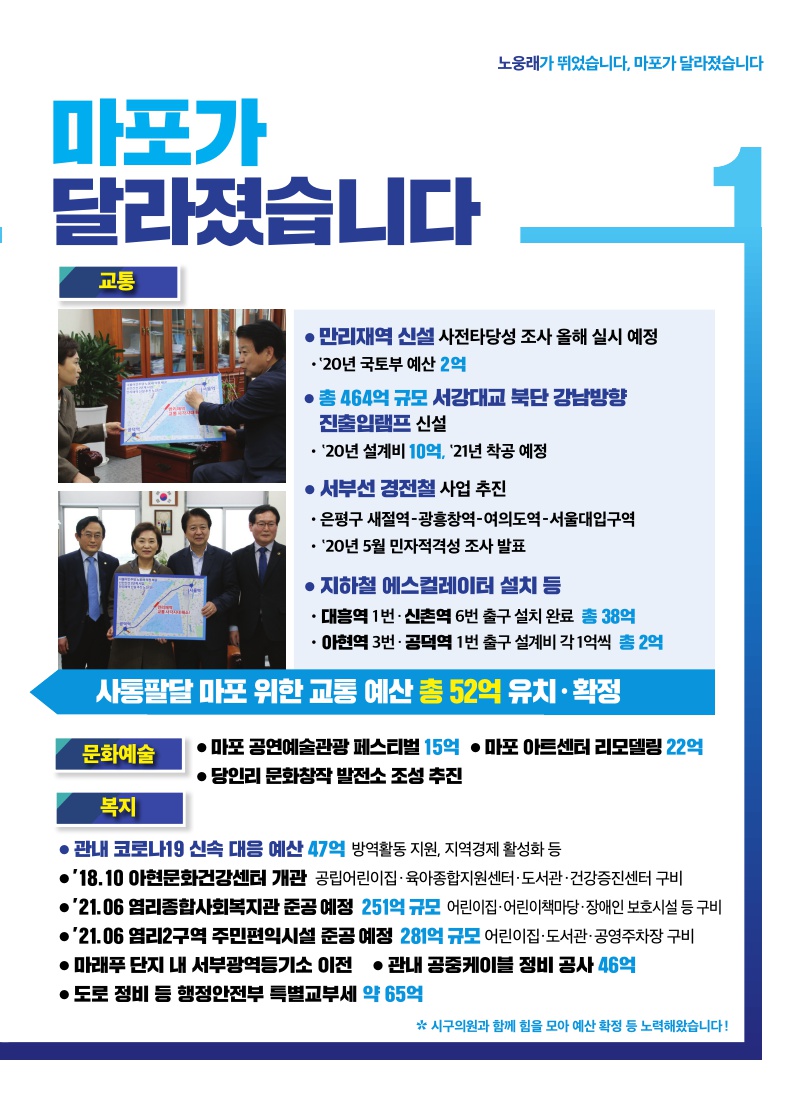 노웅래가 뛰었습니다, 마포가 달라졌습니다
마포가
달라졌습니다
1
교통
● 만리재역 신설 사전타당성 조사 올해 실시 예정
· ‘20년 국토부 예산 2억
● 총 464억 규모 서강대교 북단 강남방향
진출입램프 신설
· ‘20년 설계비 10억, ‘21년 착공 예정
● 서부선 경전철 사업 추진
· 은평구 새절역-광흥창역-여의도역-서울대입구역
· ‘20년 5월 민자적격성 조사 발표
● 지하철 에스컬레이터 설치 등
· 대흥역 1번 · 신촌역 6번 출구 설치 완료 총 38억
· 아현역 3번 · 공덕역 1번 출구 설계비 각 1억씩 총 2억
사통팔달 마포 위한 교통 예산 총 52억 유치 · 확정
문화예술
● 마포 공연예술관광 페스티벌 15억 ● 마포 아트센터 리모델링 22억
● 당인리 문화창작 발전소 조성 추진
복지
● 관내 코로나19 신속 대응 예산 47억 방역활동 지원, 지역경제 활성화 등
● ’18.10 아현문화건강센터 개관 공립어린이집 · 육아종합지원센터 · 도서관 · 건강증진센터 구비
● ’21.06 염리종합사회복지관 준공 예정 251억 규모 어린이집 · 어린이책마당 · 장애인 보호시설 등 구비
● ’21.06 염리2구역 주민편익시설 준공 예정 281억 규모 어린이집 · 도서관 · 공영주차장 구비
● 마래푸 단지 내 서부광역등기소 이전 ● 관내 공중케이블 정비 공사 46억
● 도로 정비 등 행정안전부 특별교부세 약 65억
✲ 시구의원과 함께 힘을 모아 예산 확정 등 노력해왔습니다!